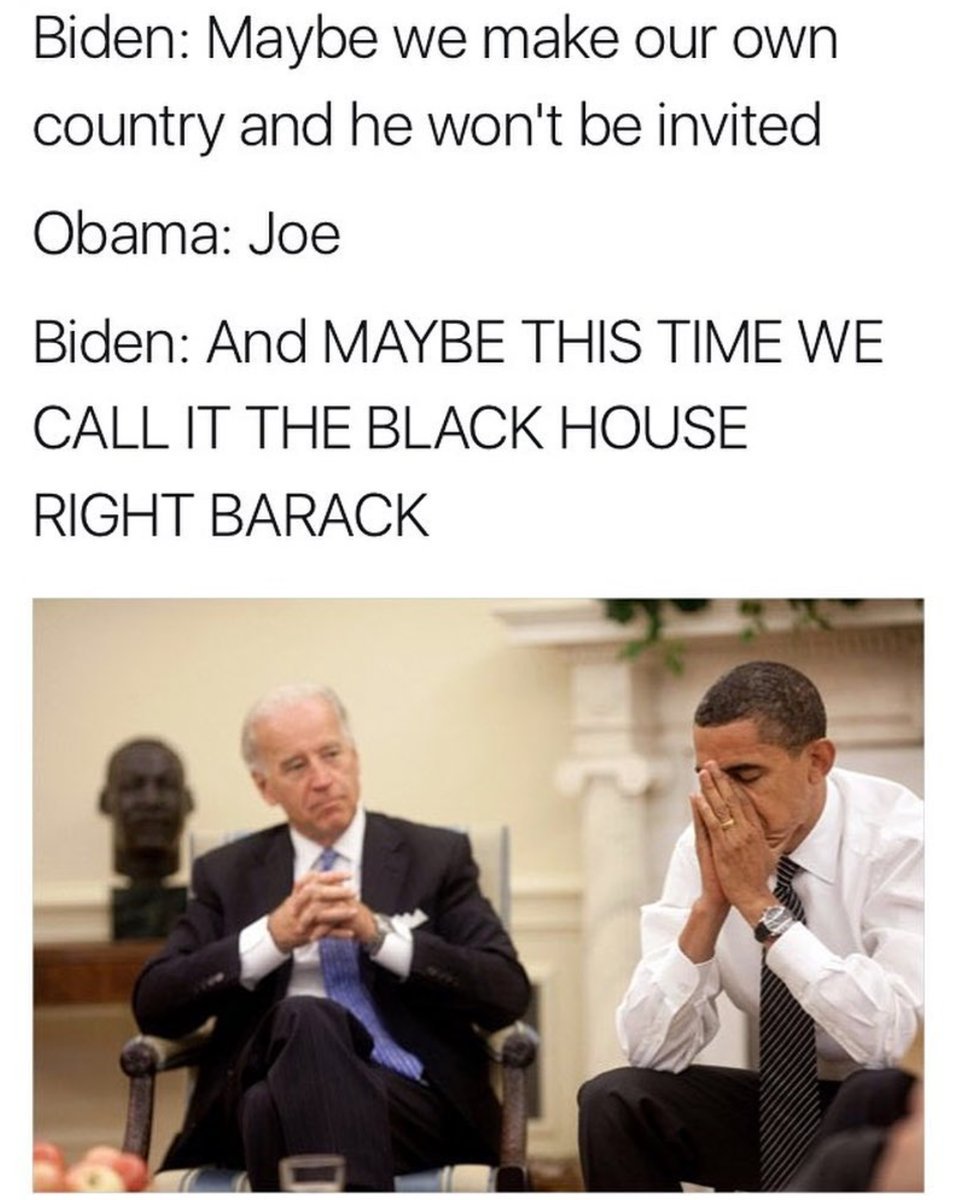 Biden: Maybe we make our own
country and he won't be invited
Obama: Joe
Biden: And MAYBE THIS TIME WE
CALL IT THE BLACK HOUSE
RIGHT BARACK